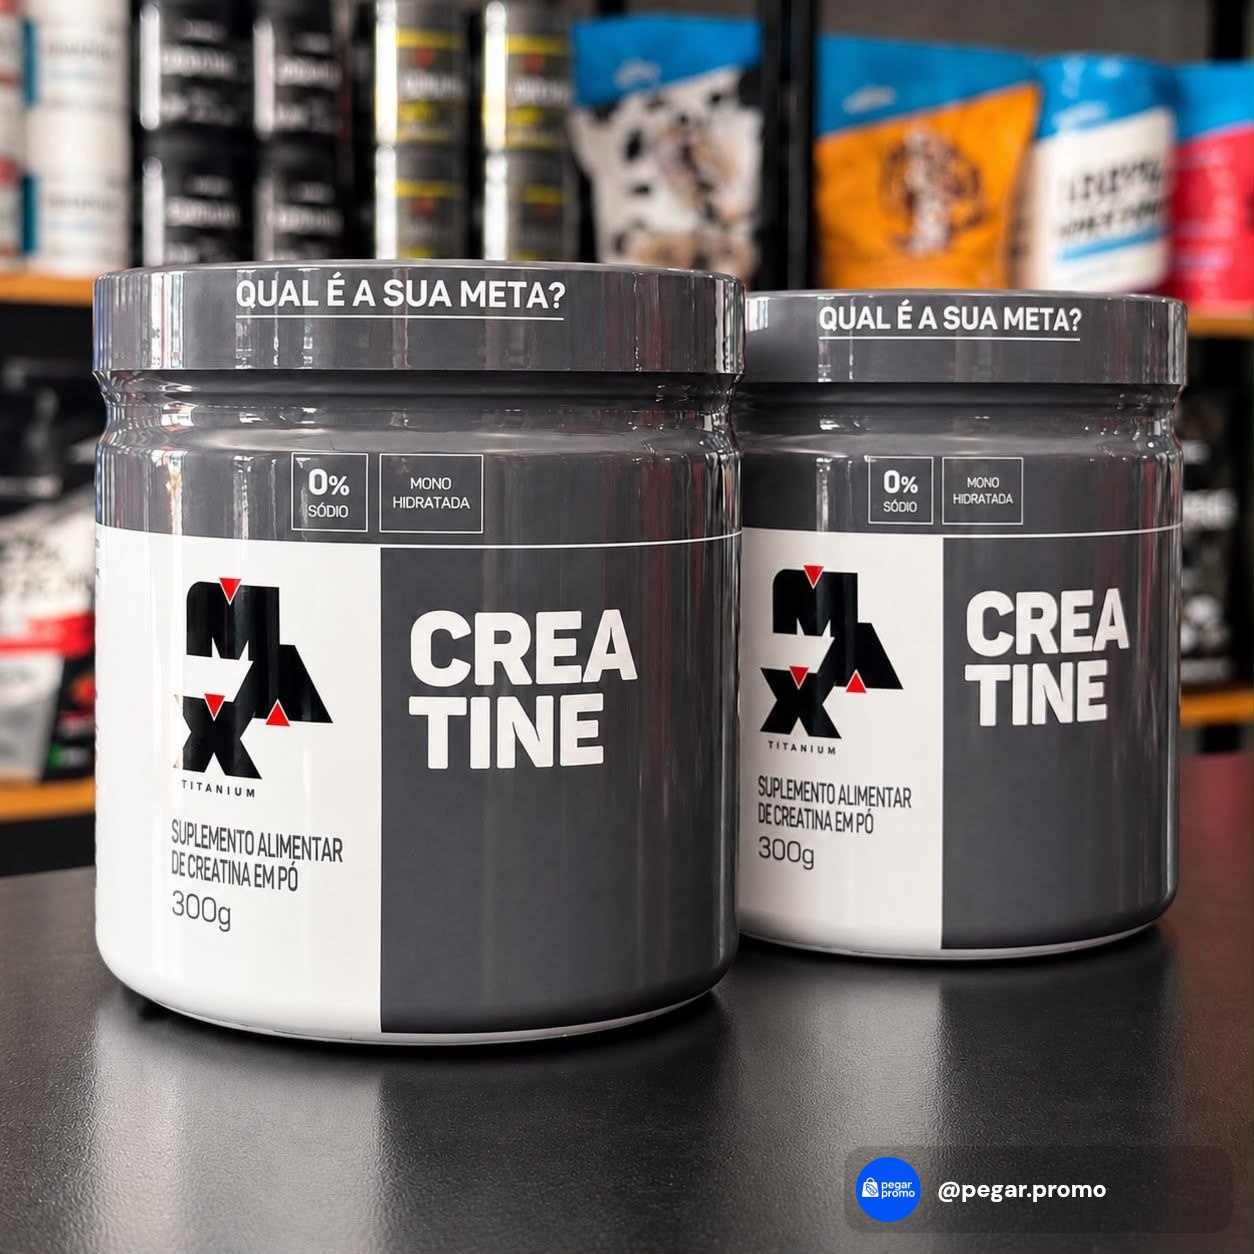 QUAL É A SUA META?
0%
SÓDIO
MONO
HIDRATADA
MAX
TITANIUM
CREA
TINE
SUPLEMENTO ALIMENTAR
DE CREATINA EM PÓ
300g
QUAL É A SUA META?
0%
SÓDIO
MONO
HIDRATADA
MAX
TITANIUM
CREA
TINE
SUPLEMENTO ALIMENTAR
DE CREATINA EM PÓ
300g
pegar
promo
@pegar.promo